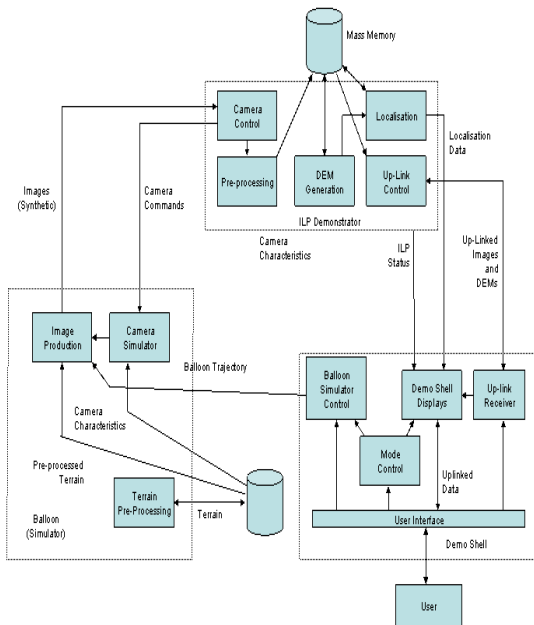 Mass Memory
Camera
Control
Localisation
Pre-processing
DEM
Generation
Up-Link
Control
ILP Demonstrator
Localisation
Data
Images
(Synthetic)
Camera
Commands
Camera
Characteristics
ILP
Status
Up-Linked
Images
and
DEMs
Image
Production
Camera
Simulator
Balloon Trajectory
Balloon
Simulator
Control
Demo Shell
Displays
Up-link
Receiver
Camera
Characteristics
Mode
Control
Pre-processed
Terrain
Uplinked
Data
Terrain
Pre-Processing
Terrain
Balloon
(Simulator)
User Interface
Demo Shell
User